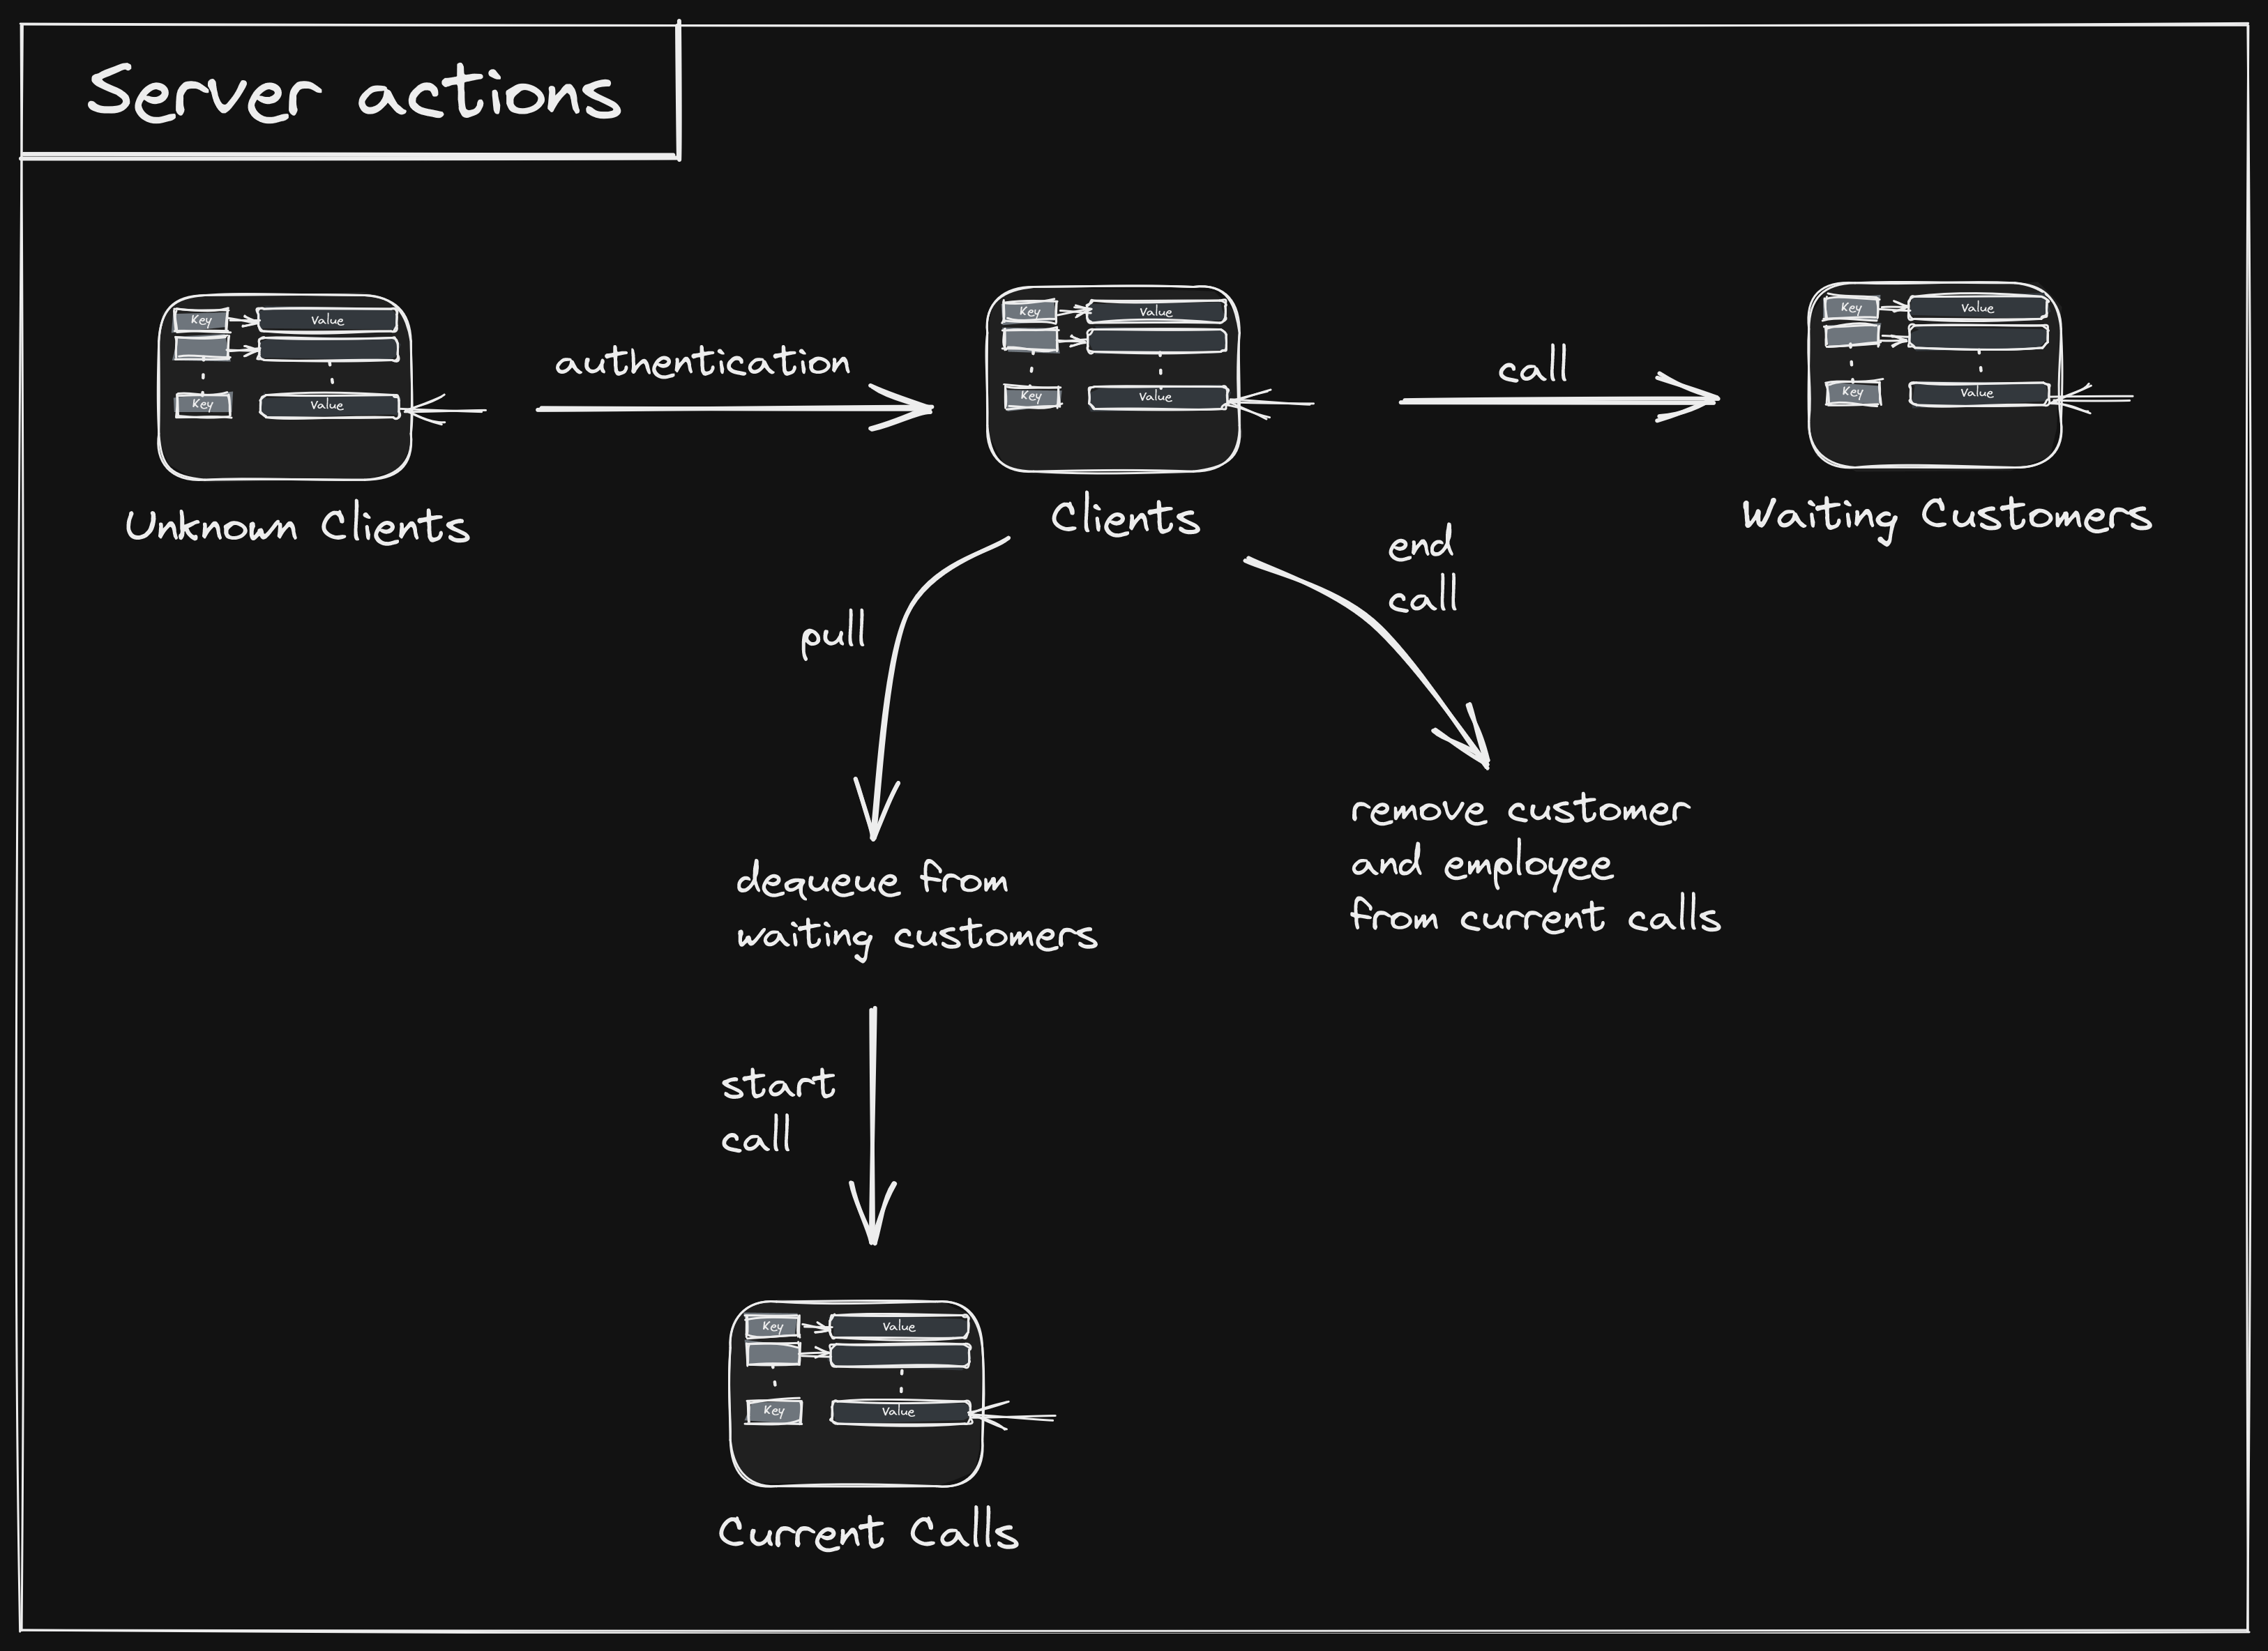 Server actions
Key
Value
Key
Value
Unknown Clients
authentication
Key
Value
Key
Value
Clients
call
Key
Value
Key
Value
Waiting Customers
pull
end
call
dequeue from
waiting customers
remove customer
and employee
from current calls
start
call
Key
Value
Key
Value
Current Calls